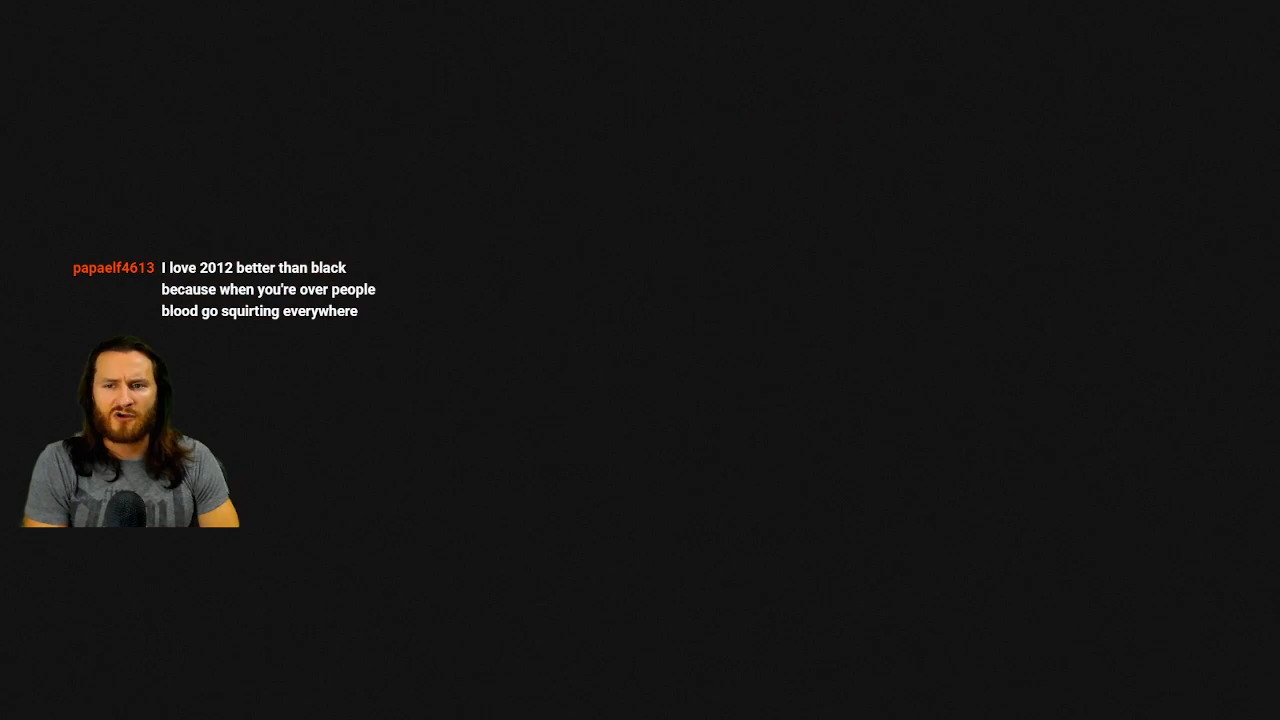 papaelf4613 I love 2012 better than black
because when you're over people
blood go squirting everywhere